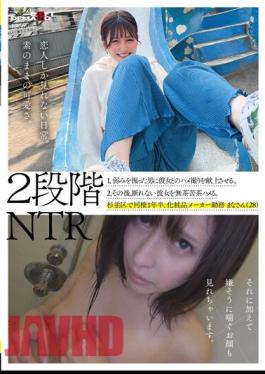 恋人しか見れない日常
素のままの可愛さ
2段階
NTR
1、弱みを握った男に彼女とのハメ撮りを献上させる。
2、その後、断れない彼女を無茶苦茶ハメる。
杉並区で同棲1年半、化粧品メーカー勤務 まなさん(28)
それに加えて
嫌そうに喘ぐお顔も
見れちゃいます。
JAVHD